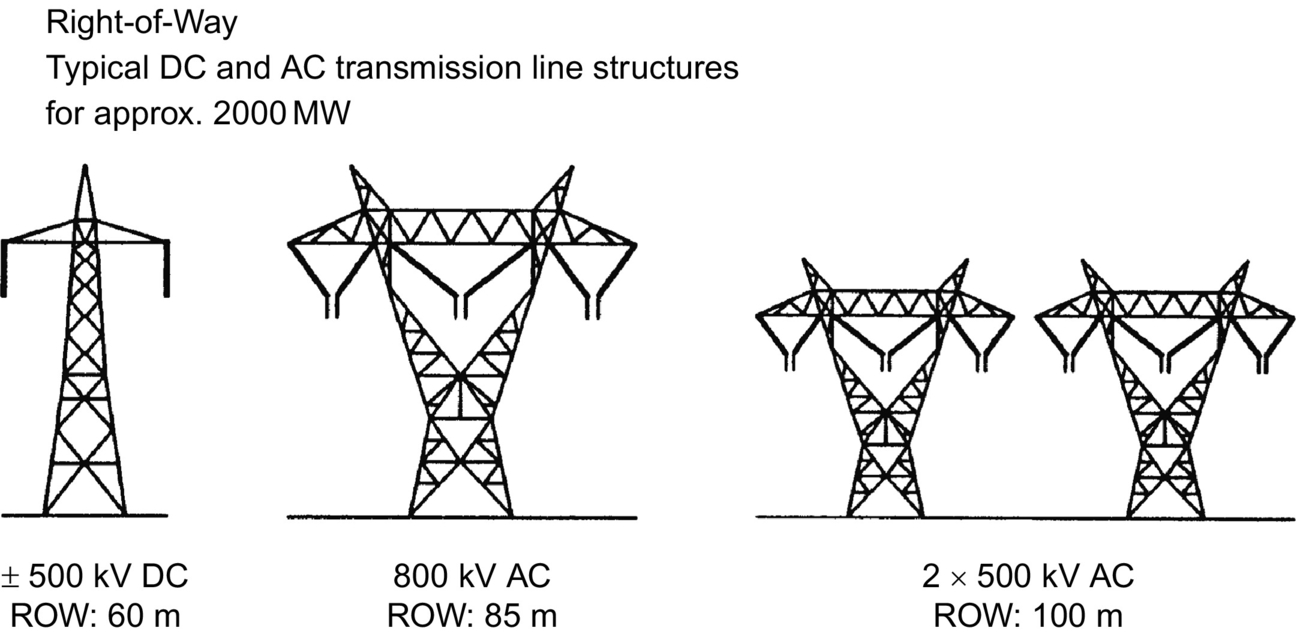 Right-of-Way
Typical DC and AC transmission line structures
for approx. 2000 MW
± 500 kV DC
ROW: 60 m
800 kV AC
ROW: 85 m
2 × 500 kV AC
ROW: 100 m